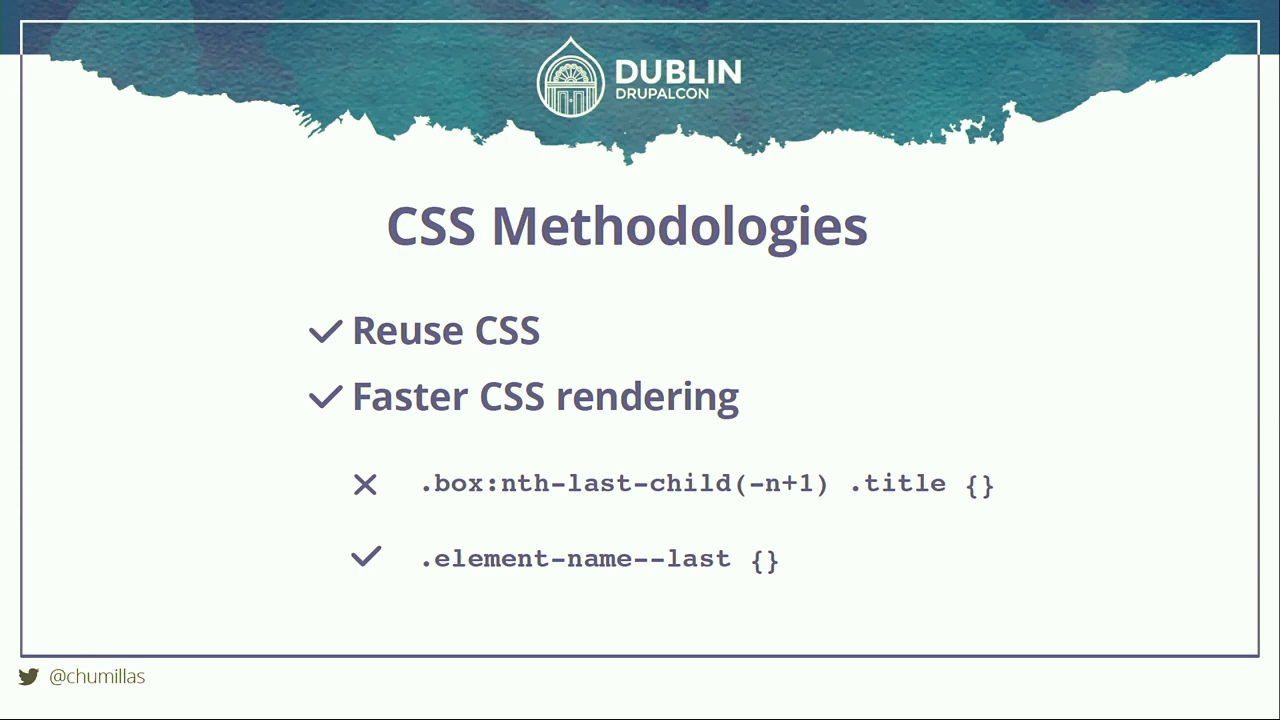 DUBLIN
DRUPALCON
CSS Methodologies
Reuse CSS
Faster CSS rendering
.box:nth-last-child(-n+1) .title {}
.element-name--last {}
@chumillas